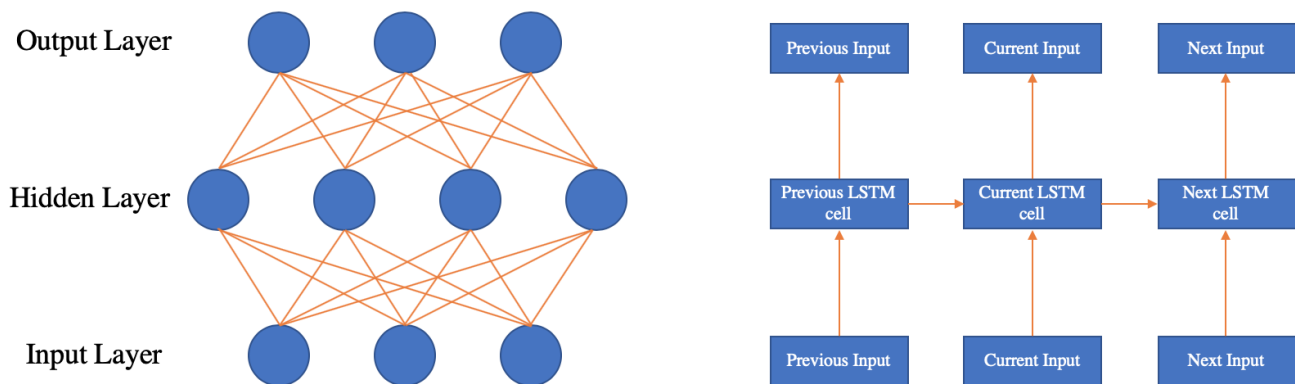 Output Layer
Hidden Layer
Input Layer
Previous Input
Current Input
Next Input
Previous LSTM
cell
Current LSTM
cell
Next LSTM
cell
Previous Input
Current Input
Next Input